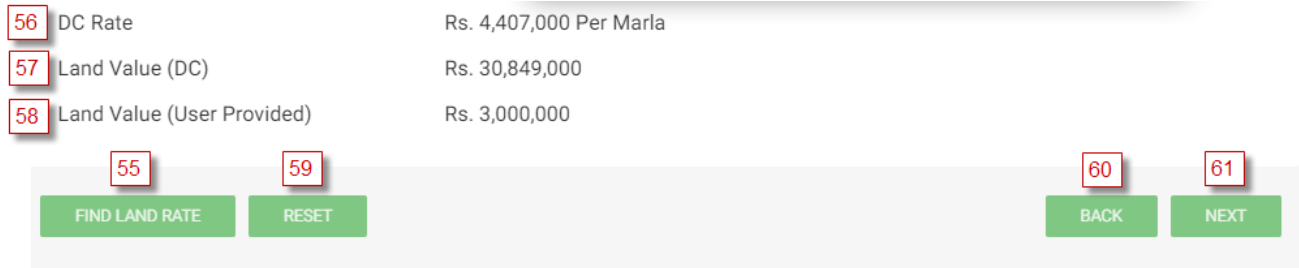 56 DC Rate Rs. 4,407,000 Per Marla
57 Land Value (DC) Rs. 30,849,000
58 Land Value (User Provided) Rs. 3,000,000
55 59 60 61
FIND LAND RATE RESET BACK NEXT